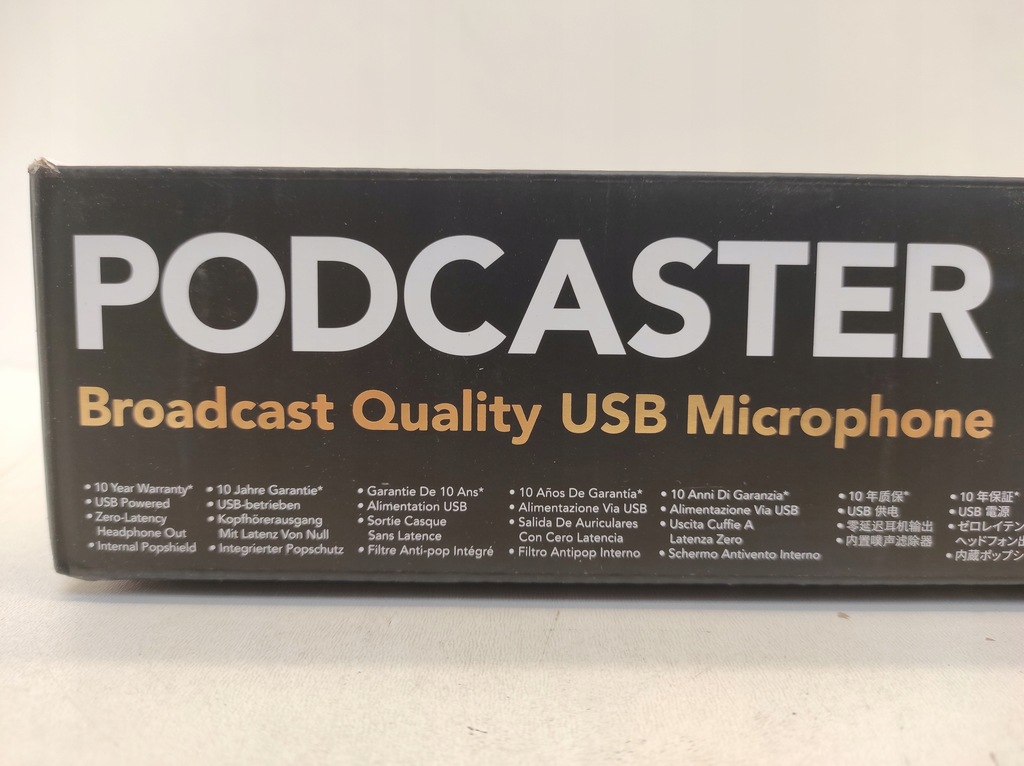 PODCASTER
Broadcast Quality USB Microphone
• 10 Year Warranty*
• USB Powered
• Zero-Latency
Headphone Out
• Internal Popshield
• 10 Jahre Garantie*
• USB-betrieben
• Kopfhörerausgang
Mit Latenz Von Null
• Integrierter Popschutz
• Garantie De 10 Ans*
• Alimentation USB
• Sortie Casque
Sans Latence
• Filtre Anti-pop Intégré
• 10 Años De Garantía*
• Alimentación Via USB
• Salida De Auriculares
Con Cero Latencia
• Filtro Antipop Interno
• 10 Anni Di Garanzia*
• Alimentazione Via USB
• Uscita Cuffie A
Latenza Zero
• Schermo Antivento Interno
• 10 年质保*
• USB 供电
• 零延迟耳机输出
• 内置噗声滤除器
• 10 年保証*
• USB 電源
• ゼロレイテン
ヘッドフォン出
• 内蔵ポップシ